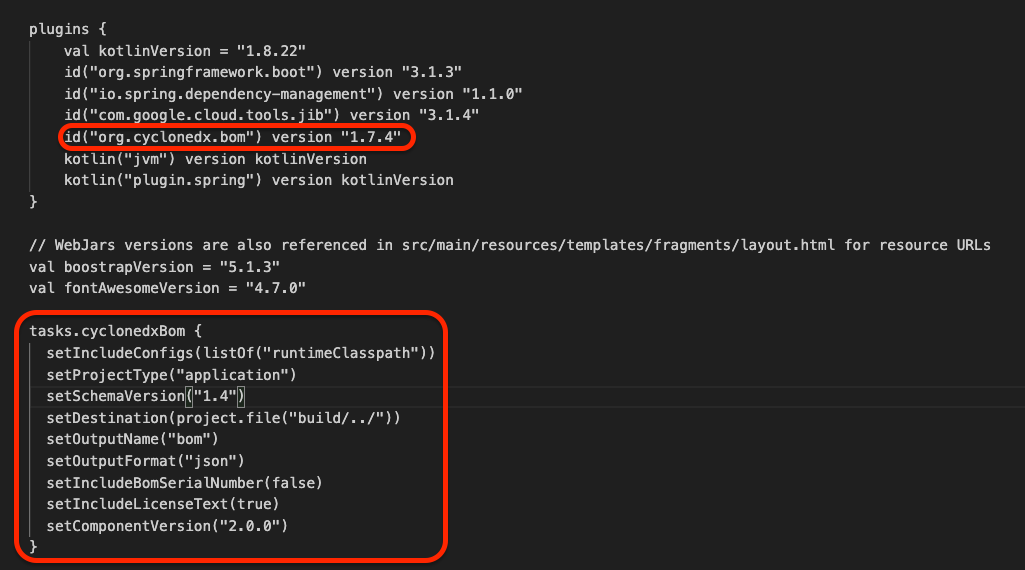 plugins {
val kotlinVersion = "1.8.22"
id("org.springframework.boot") version "3.1.3"
id("io.spring.dependency-management") version "1.1.0"
id("com.google.cloud.tools.jib") version "3.1.4"
id("org.cyclonedx.bom") version "1.7.4"
kotlin("jvm") version kotlinVersion
kotlin("plugin.spring") version kotlinVersion
}
// WebJars versions are also referenced in src/main/resources/templates/fragments/layout.html for resource URLs
val boostrapVersion = "5.1.3"
val fontAwesomeVersion = "4.7.0"
tasks.cyclonedxBom {
setIncludeConfigs(listOf("runtimeClasspath"))
setProjectType("application")
setSchemaVersion("1.4")
setDestination(project.file("build/../"))
setOutputName("bom")
setOutputFormat("json")
setIncludeBomSerialNumber(false)
setIncludeLicenseText(true)
setComponentVersion("2.0.0")
}